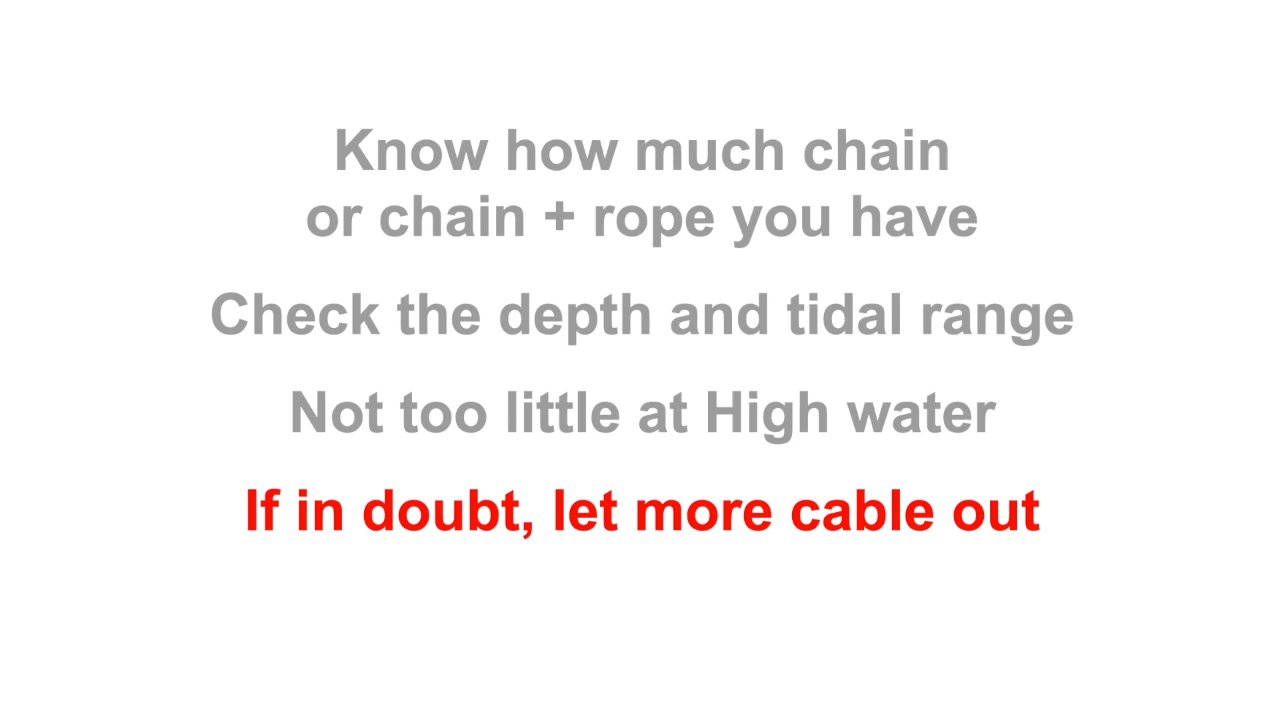 Know how much chain
or chain + rope you have
Check the depth and tidal range
Not too little at High water
If in doubt, let more cable out